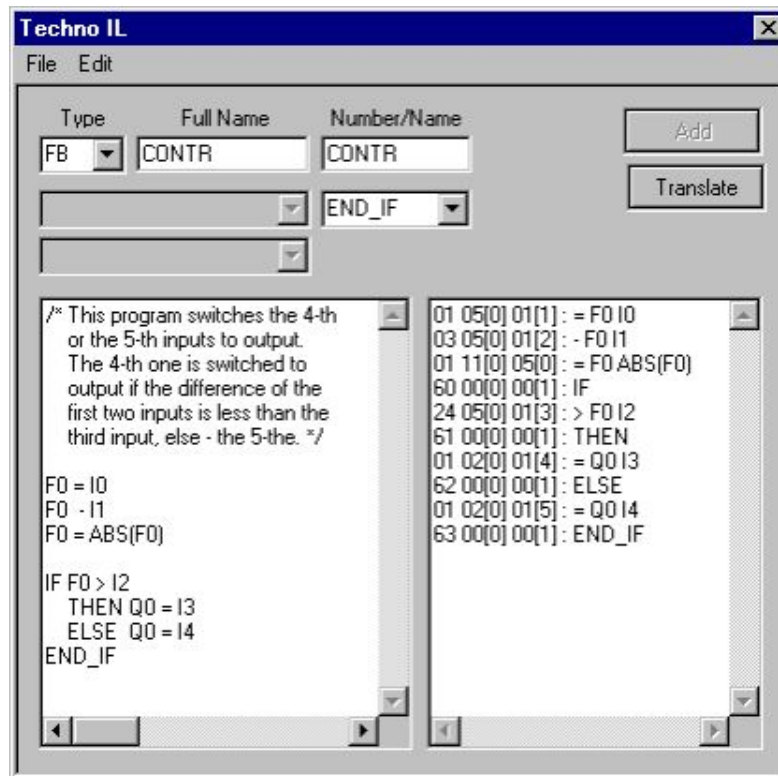 Techno IL
File Edit
Type Full Name Number/Name
FB CONTR CONTR
Add
Translate
END_IF
/* This program switches the 4-th
or the 5-th inputs to output.
The 4-th one is switched to
output if the difference of the
first two inputs is less than the
third input, else - the 5-the. */
F0 = I0
F0 - I1
F0 = ABS(F0)
IF F0 > I2
THEN Q0 = I3
ELSE Q0 = I4
END_IF
01 05[0] 01[1] : = F0 I0
03 05[0] 01[2] : - F0 I1
01 11[0] 05[0] : = F0 ABS(F0)
60 00[0] 00[1] : IF
24 05[0] 01[3] : > F0 I2
61 00[0] 00[1] : THEN
01 02[0] 01[4] : = Q0 I3
62 00[0] 00[1] : ELSE
01 02[0] 01[5] : = Q0 I4
63 00[0] 00[1] : END_IF